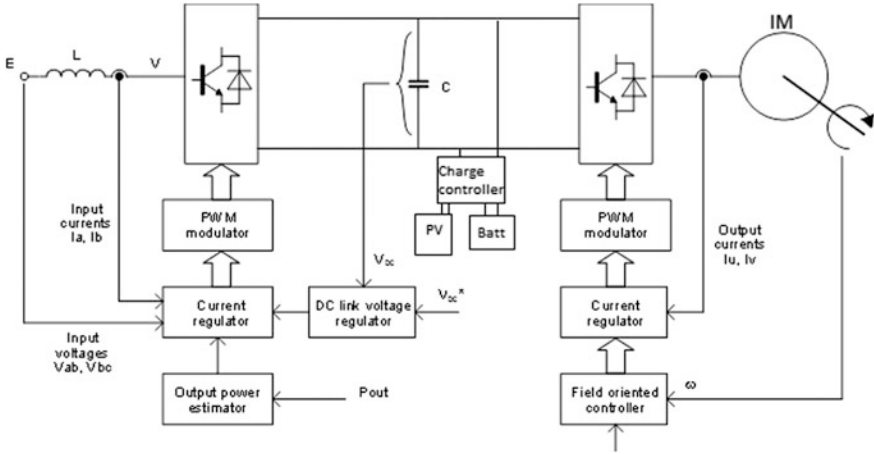 IM
E
L
V
C
Charge
controller
PV
Batt
Input
currents
Ia, Ib
PWM
modulator
PWM
modulator
Output
currents
Iu, Iv
Vdc
Vdc*
Current
regulator
DC link voltage
regulator
Current
regulator
Input
voltages
Vab, Vbc
Output power
estimator
Pout
Field oriented
controller
ω